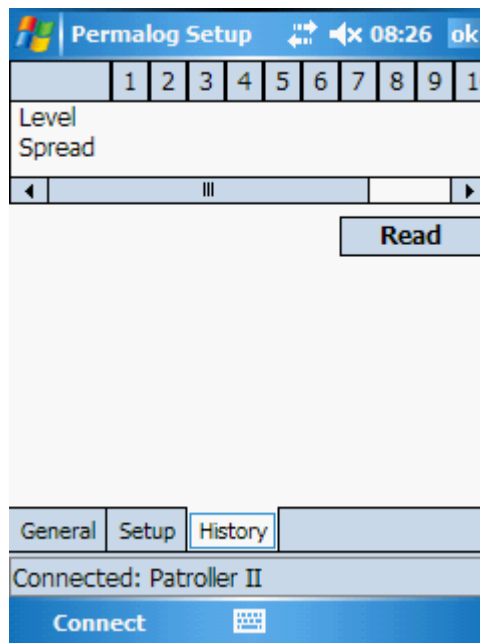 Permalog Setup 08:26 ok
1 2 3 4 5 6 7 8 9 1
Level
Spread
Read
General Setup History
Connected: Patroller II
Connect